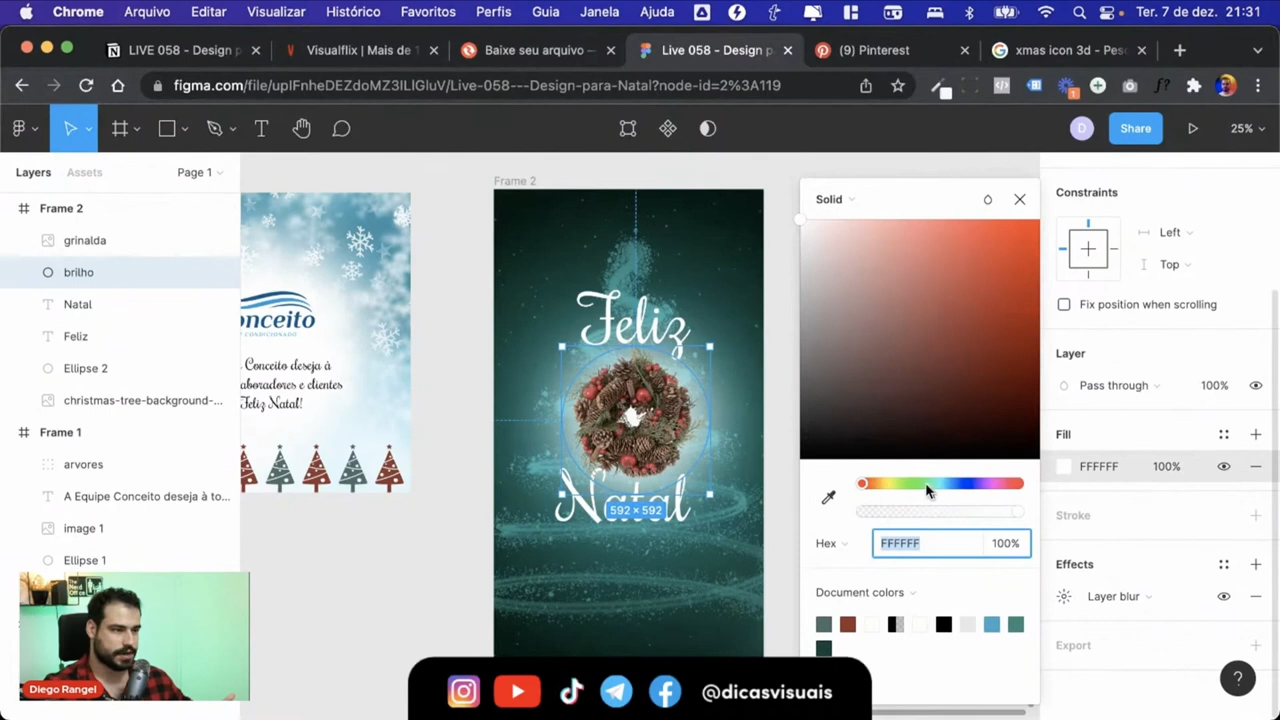 Chrome Arquivo Editar Visualizar Histórico Favoritos Perfis Guia Janela Ajuda Ter. 7 de dez. 21:31
LIVE 058 - Design p
Visualflix | Mais de 1
Baixe seu arquivo –
Live 058 - Design p
(9) Pinterest
xmas icon 3d - Pes
figma.com/file/upIFnheDEZdoMZ3ILlGluV/Live-058---Design-para-Natal?node-id=2%3A119
D
Share
25%
Layers
Assets
Page 1
Frame 2
grinalda
brilho
Natal
Feliz
Ellipse 2
christmas-tree-background-...
Frame 1
arvores
A Equipe Conceito deseja à to...
image 1
Ellipse 1
onceito
Conceito deseja à
aboradores e clientes
Feliz Natal!
Frame 2
Feliz
Natal
592 × 592
Solid
Hex
FFFFFF
100%
Document colors
Constraints
Left
Top
Fix position when scrolling
Layer
Pass through
100%
Fill
FFFFFF
100%
Stroke
Effects
Layer blur
Export
?
Diego Rangel
@dicasvisuais